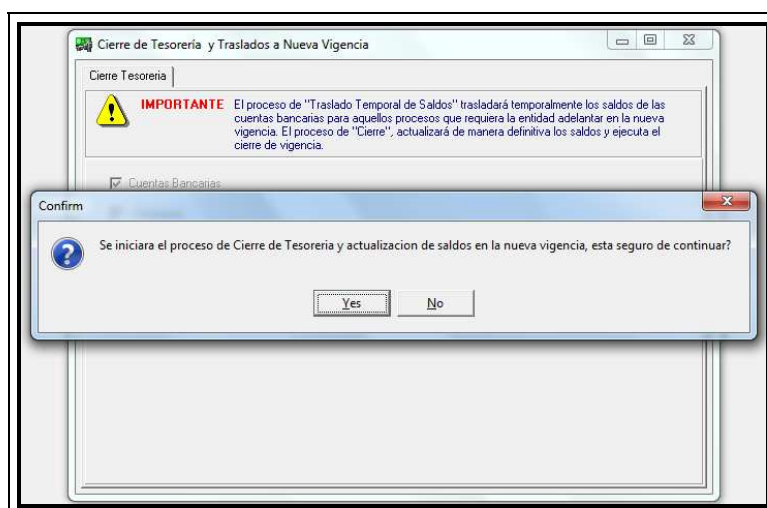 Cierre de Tesorería y Traslados a Nueva Vigencia
Cierre Tesoreria
IMPORTANTE El proceso de "Traslado Temporal de Saldos" trasladará temporalmente los saldos de las
cuentas bancarias para aquellos procesos que requiera la entidad adelantar en la nueva
vigencia. El proceso de "Cierre", actualizará de manera definitiva los saldos y ejecuta el
cierre de vigencia.
Cuentas Bancarias
Confirm
Se iniciara el proceso de Cierre de Tesoreria y actualizacion de saldos en la nueva vigencia, esta seguro de continuar?
Yes No